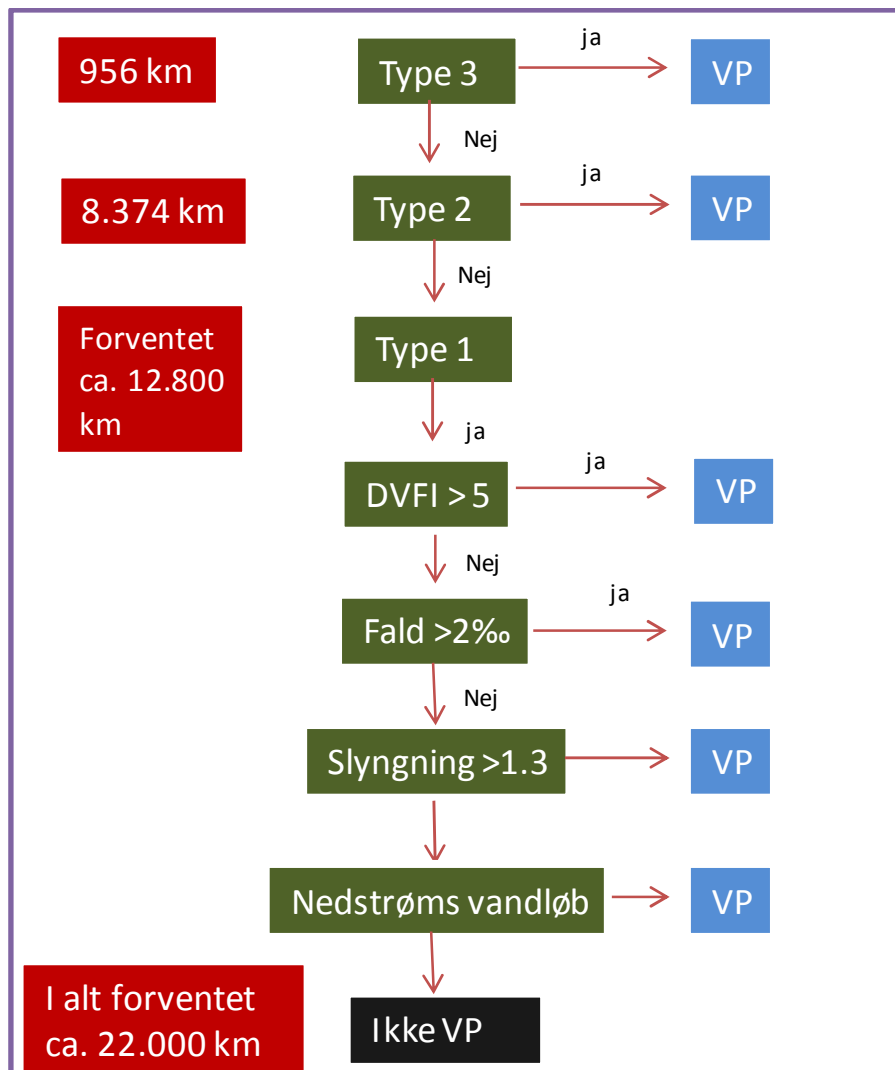 ja
956 km
Type 3
VP
Nej
ja
8.374 km
Type 2
VP
Nej
Forventet
ca. 12.800
km
Type 1
ja
ja
DVFI > 5
VP
Nej
ja
Fald >2‰
VP
Nej
Slyngning >1.3
VP
Nedstrøms vandløb
VP
I alt forventet
ca. 22.000 km
Ikke VP